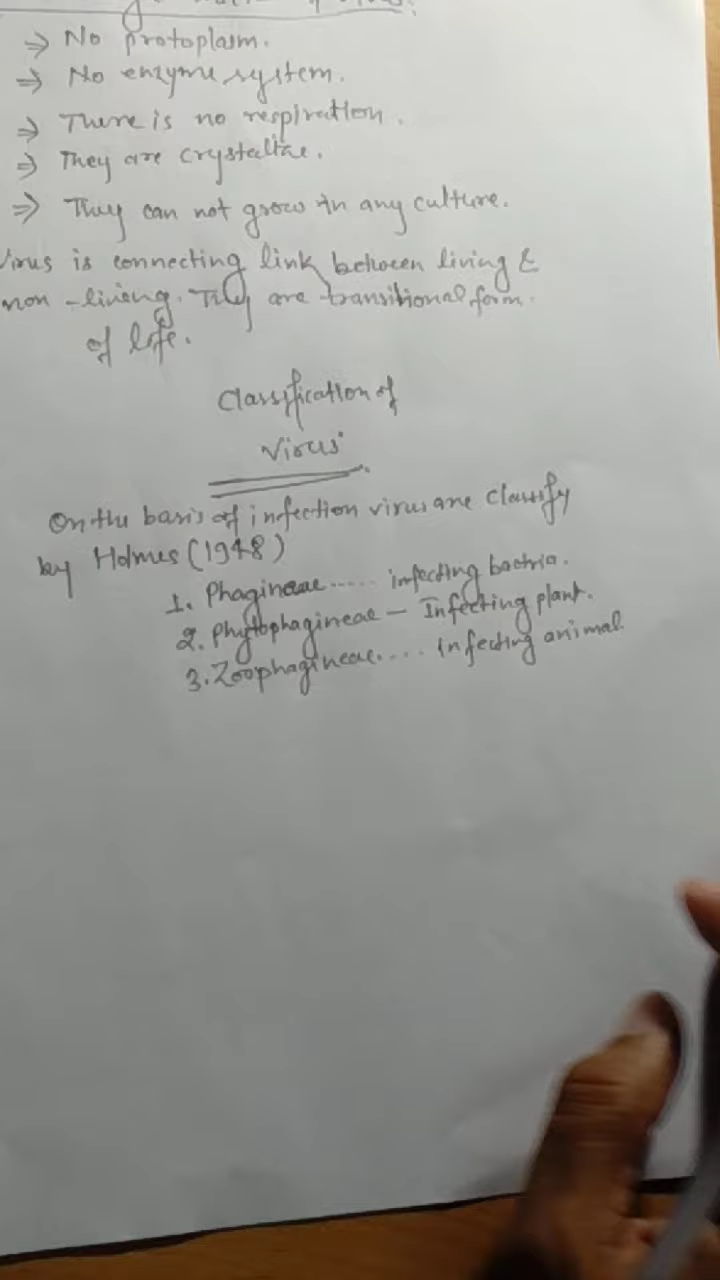 ⇒ No protoplasm.
⇒ No enzyme system.
⇒ There is no respiration.
⇒ They are crystalline.
⇒ They can not grow in any culture.
Virus is connecting link between living &
non-living. They are transitional form
of life.
Classification of
Virus
On the basis of infection virus are classify
by Holmes (1948)
1. Phagineae ..... infecting bactria.
2. Phytophagineae – Infecting plant.
3. Zoophagineae.... infecting animal